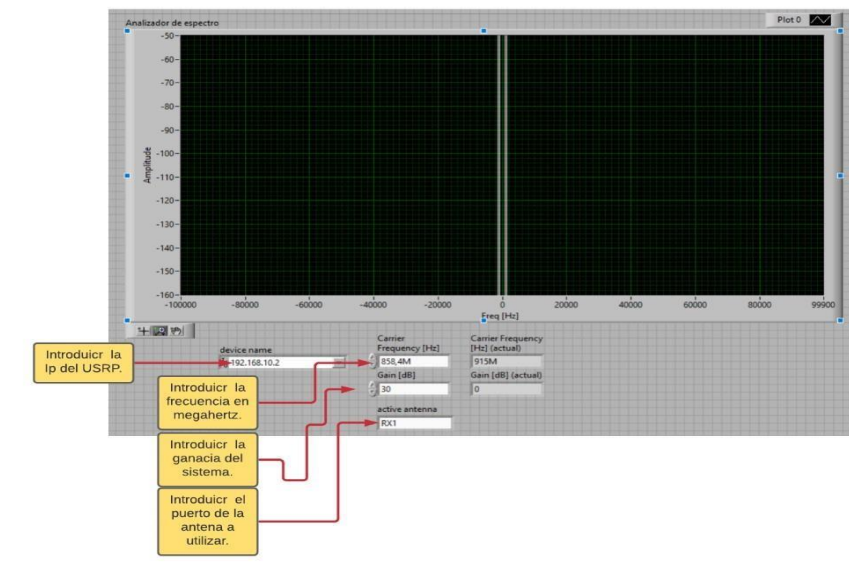 Analizador de espectro
Plot 0
-50
-60
-70
-80
-90
-100
-110
-120
-130
-140
-150
-160
Amplitude
-100000 -80000 -60000 -40000 -20000 0 20000 40000 60000 80000 99900
Freq [Hz]
device name
192.168.10.2
Carrier
Frequency [Hz]
858,4M
Carrier Frequency
[Hz] (actual)
915M
Gain [dB]
30
Gain [dB] (actual)
0
active antenna
RX1
Introduicr la
Ip del USRP.
Introduicr la
frecuencia en
megahertz.
Introduicr la
ganacia del
sistema.
Introduicr el
puerto de la
antena a
utilizar.